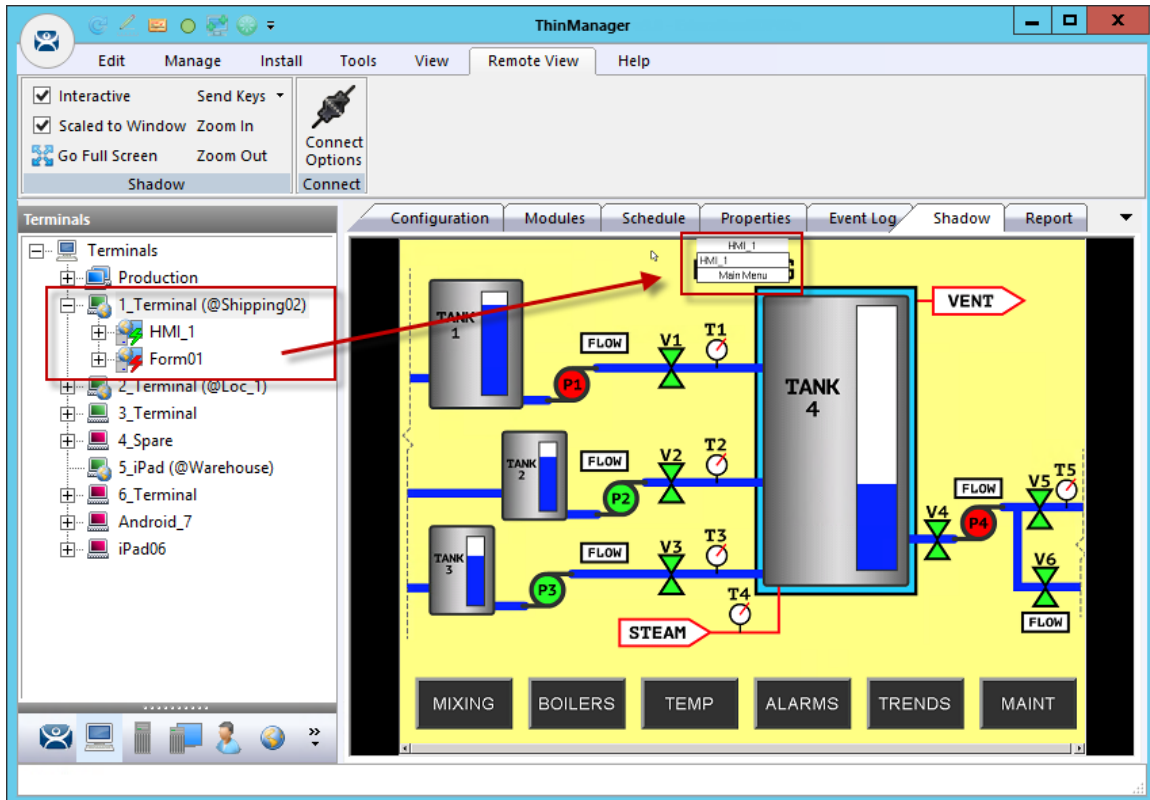 ThinManager
Edit Manage Install Tools View Remote View Help
Interactive Send Keys
Scaled to Window Zoom In
Go Full Screen Zoom Out
Connect
Options
Shadow Connect
Terminals
Configuration Modules Schedule Properties Event Log Shadow Report
Terminals
Production
1_Terminal (@Shipping02)
HMI_1
Form01
2_Terminal (@Loc_1)
3_Terminal
4_Spare
5_iPad (@Warehouse)
6_Terminal
Android_7
iPad06
HMI_1
HMI_1
Main Menu
VENT
TANK
1
FLOW V1 T1
P1
TANK
4
TANK
2
FLOW V2 T2
P2
FLOW V5 T5
V4 P4
TANK
3
FLOW V3 T3
P3
V6
T4
FLOW
STEAM
MIXING BOILERS TEMP ALARMS TRENDS MAINT